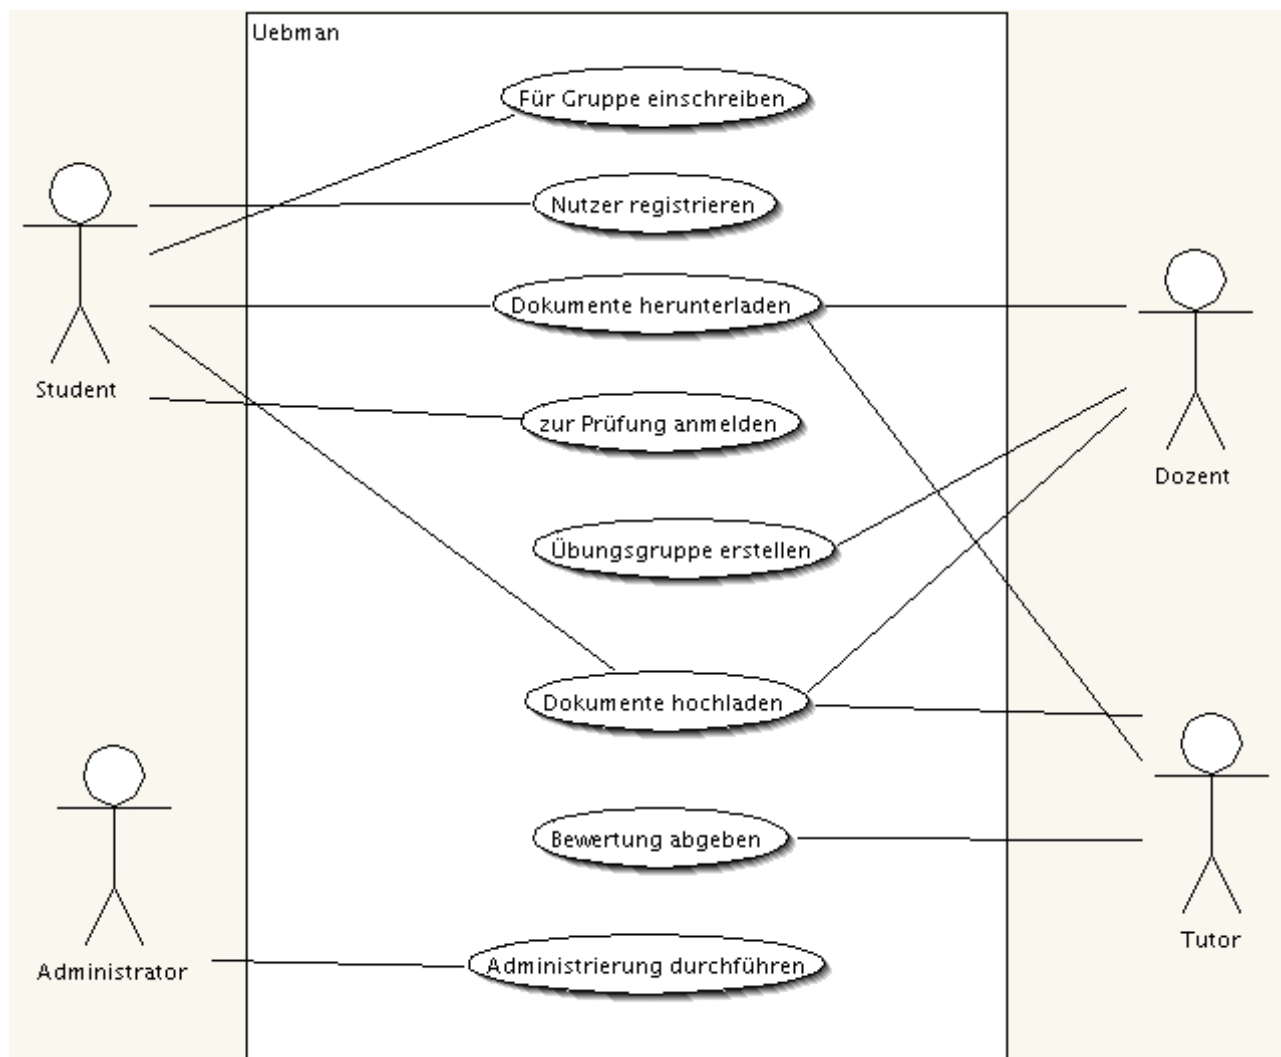 Uebman
Für Gruppe einschreiben
Nutzer registrieren
Dokumente herunterladen
Student
zur Prüfung anmelden
Dozent
Übungsgruppe erstellen
Dokumente hochladen
Bewertung abgeben
Tutor
Administrator
Administrierung durchführen